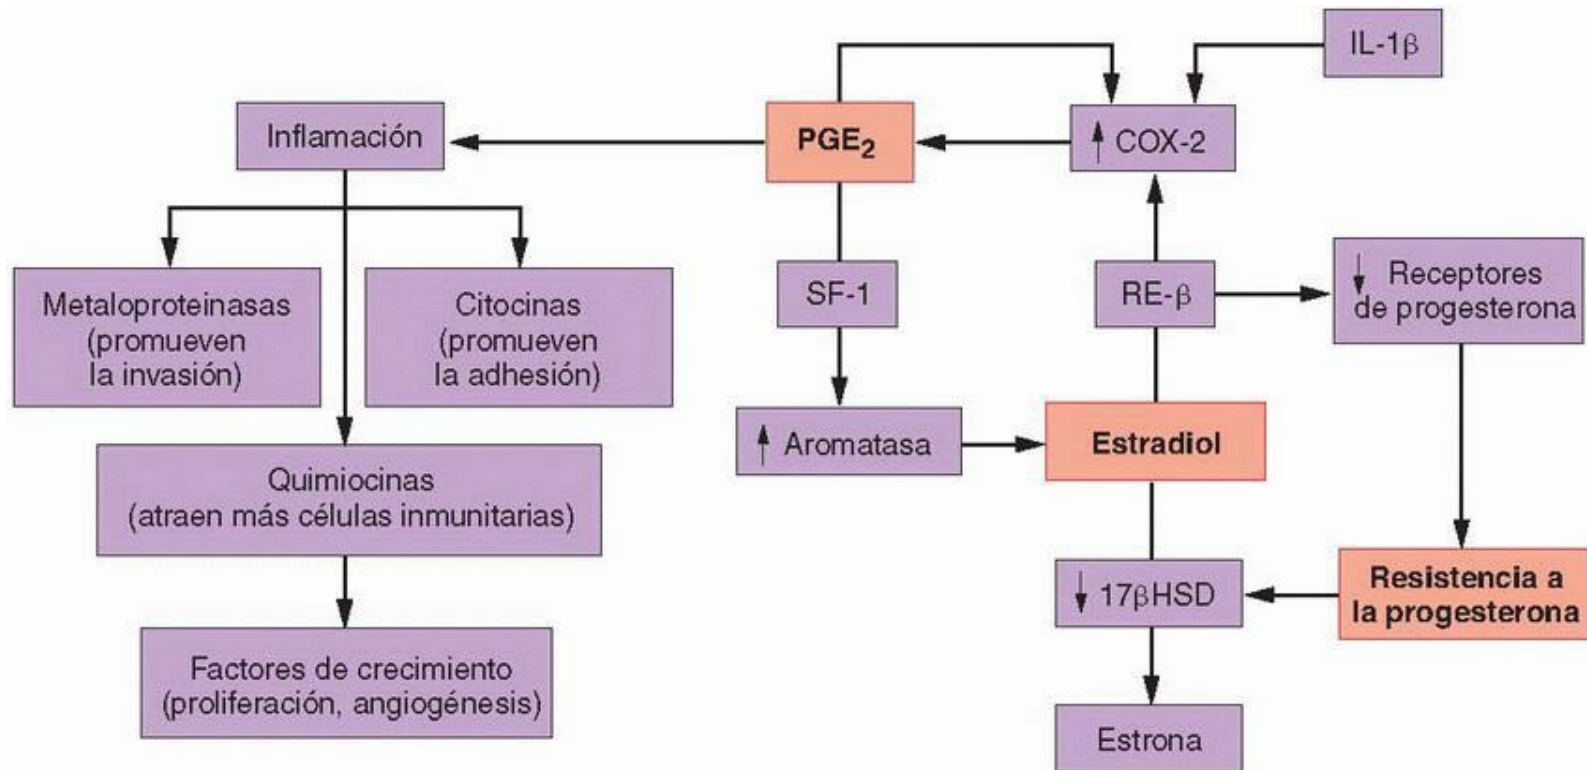 IL-1β
Inflamación
PGE₂
↑ COX-2
Metaloproteinasas
(promueven
la invasión)
Citocinas
(promueven
la adhesión)
SF-1
RE-β
↓ Receptores
de progesterona
↑ Aromatasa
Estradiol
Quimiocinas
(atraen más células inmunitarias)
↓ 17βHSD
Resistencia a
la progesterona
Factores de crecimiento
(proliferación, angiogénesis)
Estrona